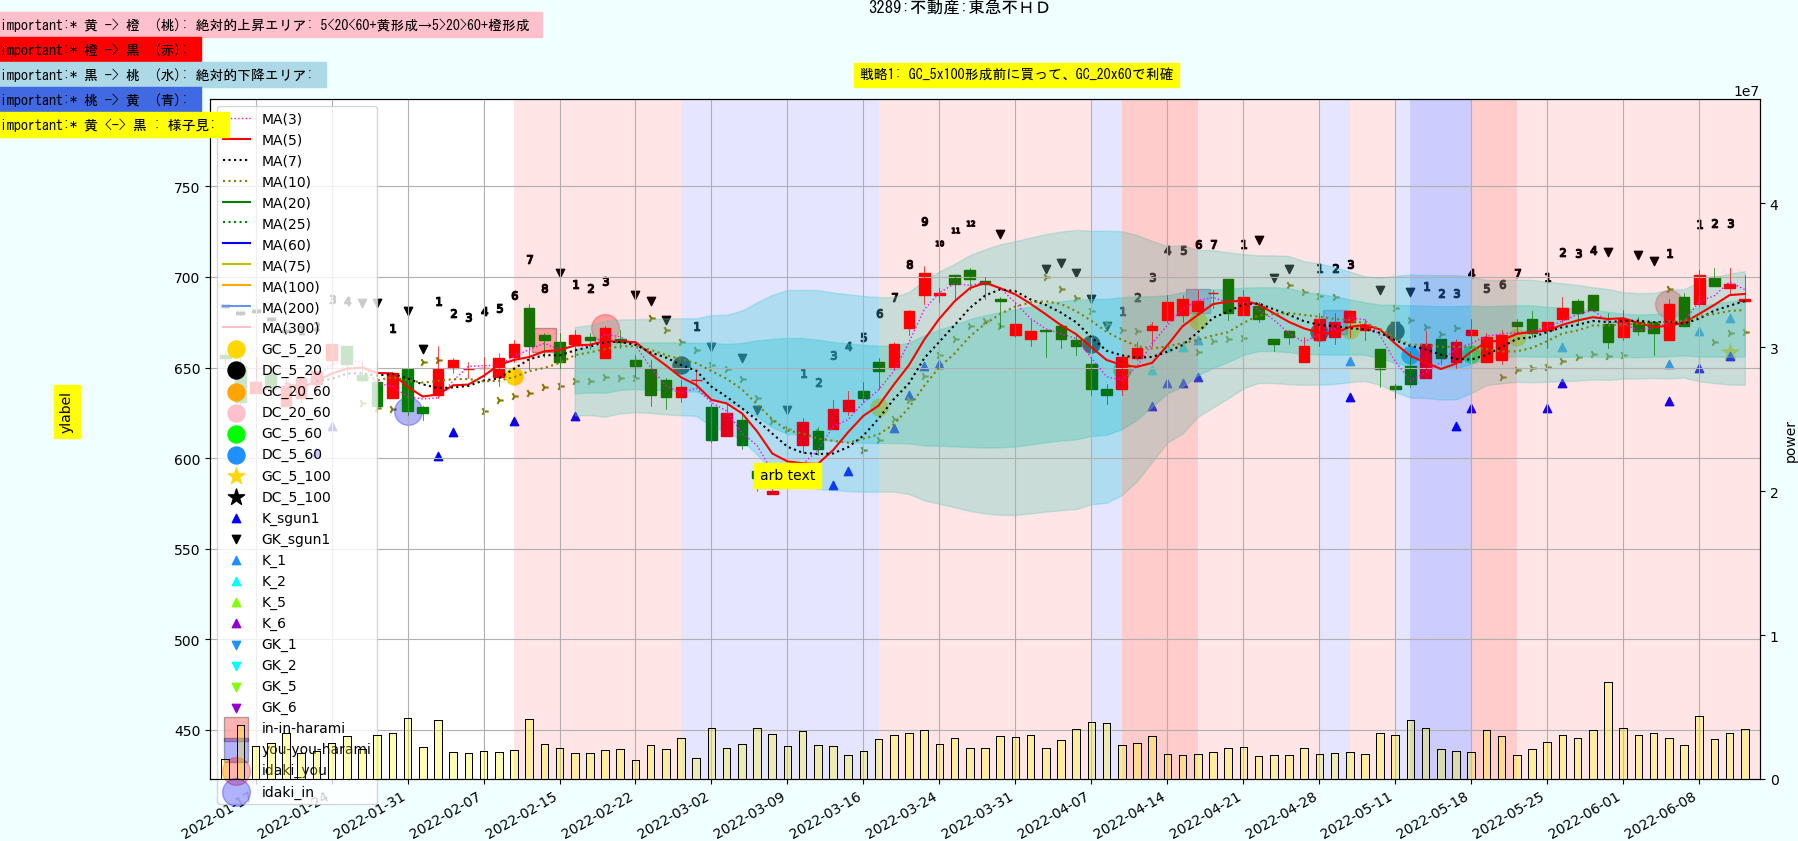 3289:不動産:東急不HD
important:* 黄 -> 橙 (桃): 絶対的上昇エリア: 5<20<60+黄形成→5>20>60+橙形成
important:* 橙 -> 黒 (赤):
important:* 黒 -> 桃 (水): 絶対的下降エリア:
戦略1: GC_5x100形成前に買って、GC_20x60で利確
important:* 桃 -> 黄 (青):
1e7
important:* 黄 <-> 黒 : 様子見:
MA(3)
MA(5)
MA(7)
MA(10)
MA(20)
MA(25)
MA(60)
MA(75)
MA(100)
MA(200)
MA(300)
GC_5_20
DC_5_20
GC_20_60
DC_20_60
GC_5_60
DC_5_60
GC_5_100
DC_5_100
K_sgun1
GK_sgun1
K_1
K_2
K_5
K_6
GK_1
GK_2
GK_5
GK_6
in-in-harami
you-you-harami
idaki_you
idaki_in
750
700
650
600
550
500
450
ylabel
arb text
4
3
2
1
0
power
2022-01-17
2022-01-24
2022-01-31
2022-02-07
2022-02-15
2022-02-22
2022-03-02
2022-03-09
2022-03-16
2022-03-24
2022-03-31
2022-04-07
2022-04-14
2022-04-21
2022-04-28
2022-05-11
2022-05-18
2022-05-25
2022-06-01
2022-06-08